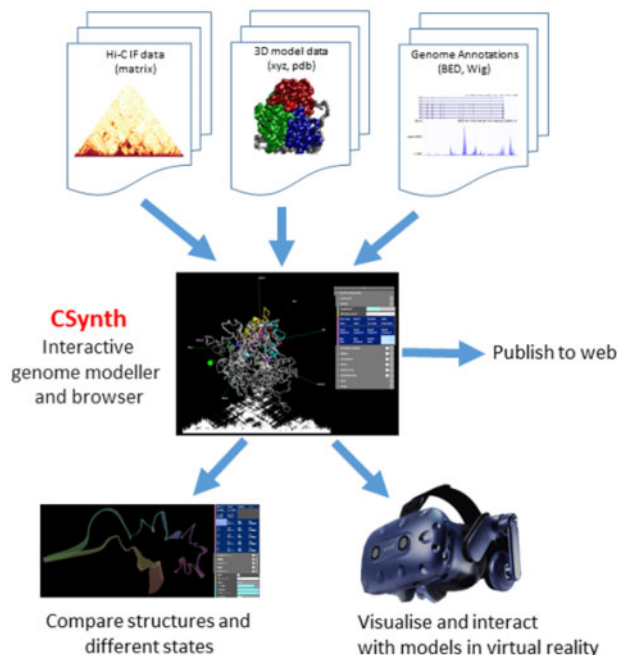 Hi-C IF data
(matrix)
3D model data
(xyz, pdb)
Genome Annotations
(BED, Wig)
CSynth
Interactive
genome modeller
and browser
Publish to web
Compare structures and
different states
Visualise and interact
with models in virtual reality